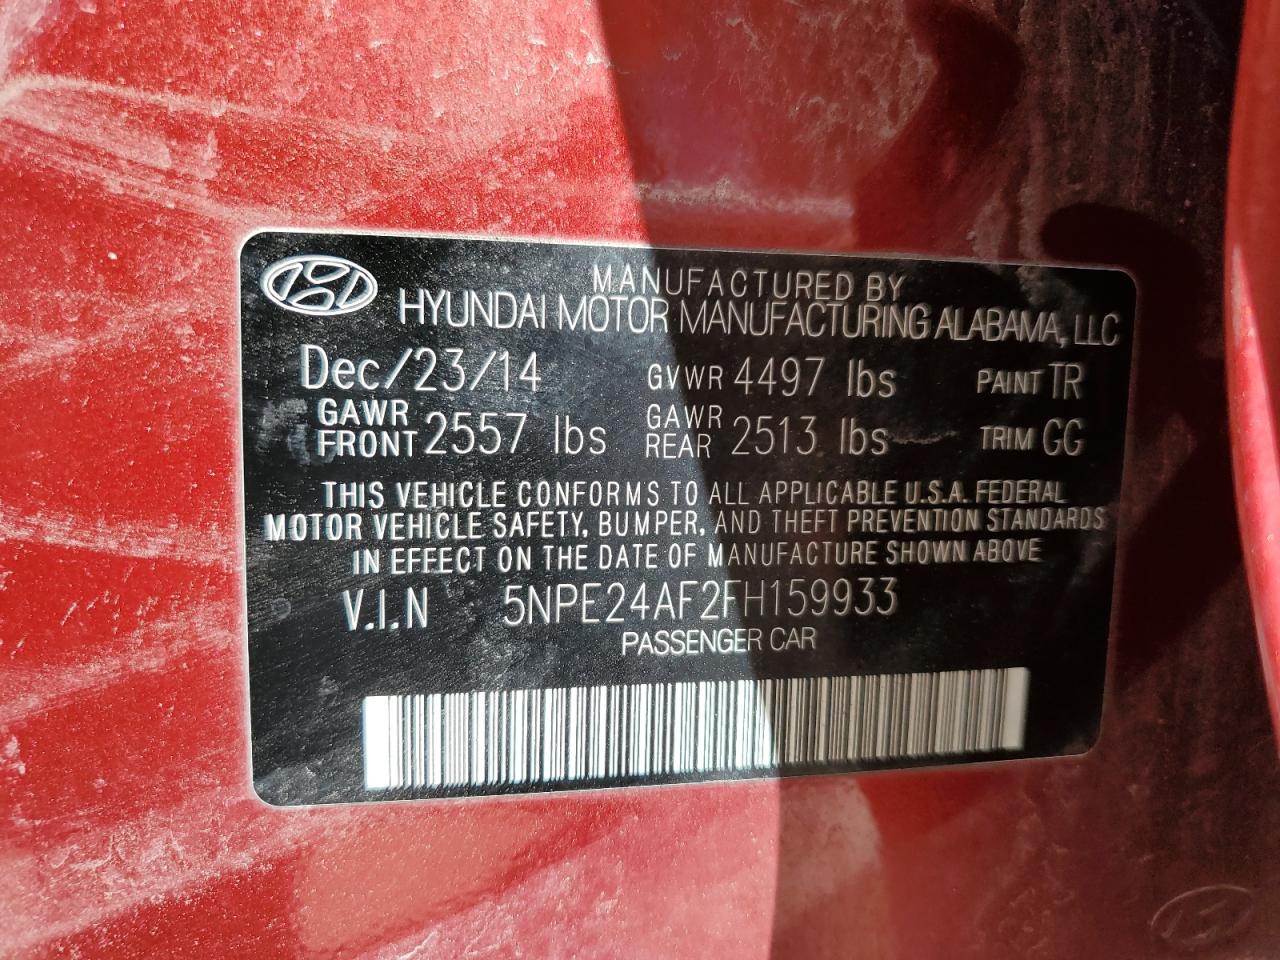 MANUFACTURED BY
HYUNDAI MOTOR MANUFACTURING ALABAMA, LLC
Dec/23/14 GVWR 4497 lbs PAINT TR
GAWR FRONT 2557 lbs GAWR REAR 2513 lbs TRIM GG
THIS VEHICLE CONFORMS TO ALL APPLICABLE U.S.A. FEDERAL
MOTOR VEHICLE SAFETY, BUMPER, AND THEFT PREVENTION STANDARDS
IN EFFECT ON THE DATE OF MANUFACTURE SHOWN ABOVE
V.I.N 5NPE24AF2FH159933
PASSENGER CAR